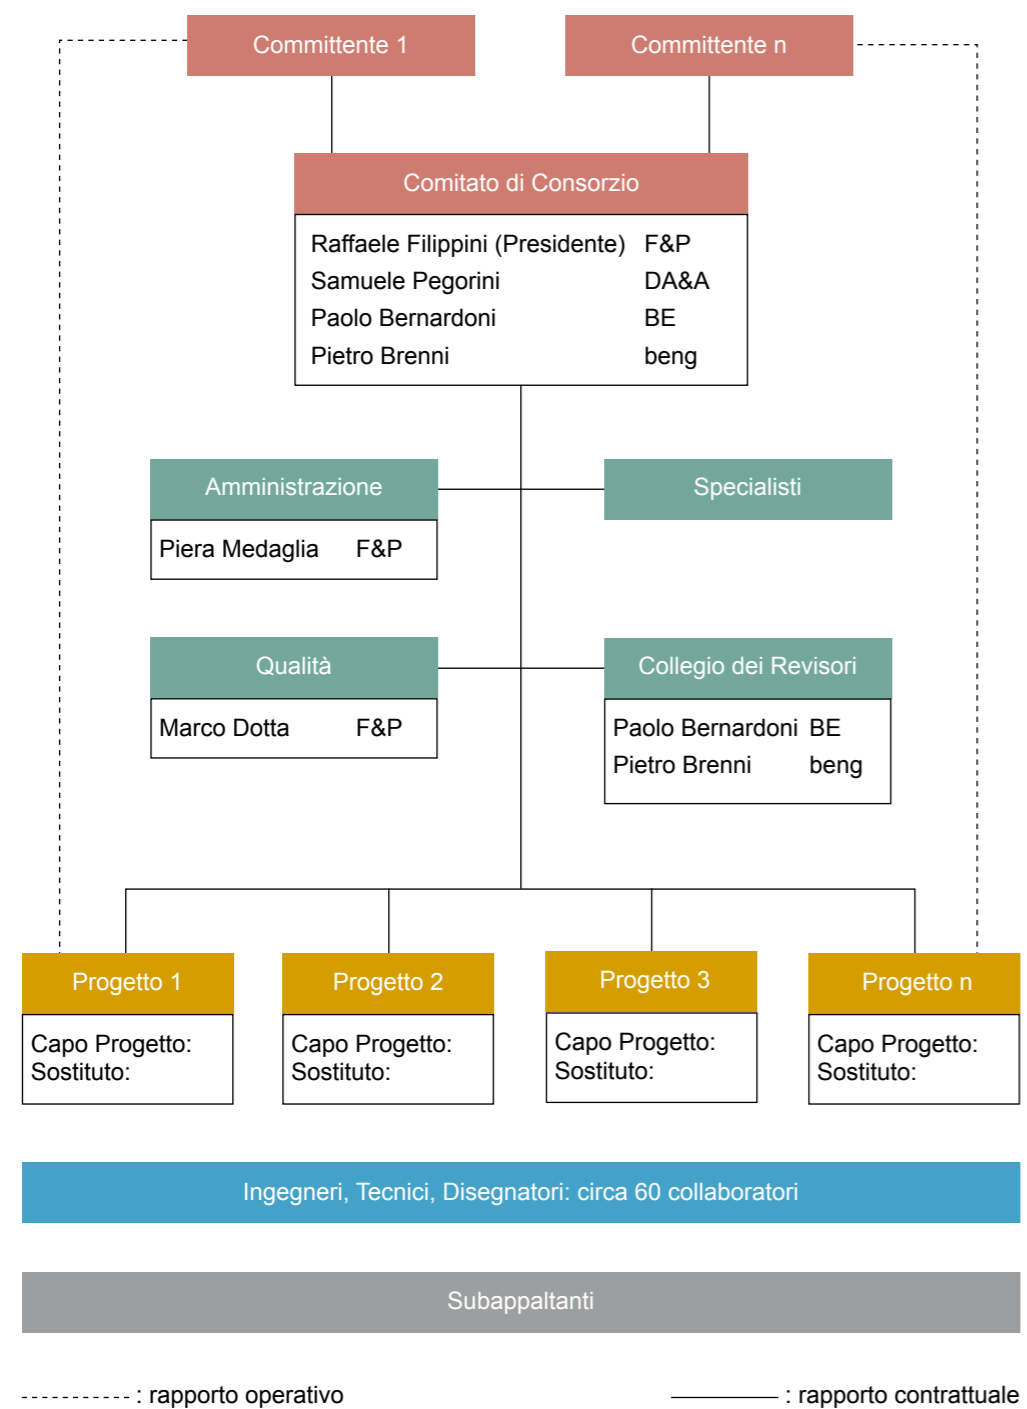 Committente 1
Committente n
Comitato di Consorzio
Raffaele Filippini (Presidente) F&P
Samuele Pegorini DA&A
Paolo Bernardoni BE
Pietro Brenni beng
Amministrazione
Specialisti
Piera Medaglia F&P
Qualità
Collegio dei Revisori
Marco Dotta F&P
Paolo Bernardoni BE
Pietro Brenni beng
Progetto 1
Capo Progetto:
Sostituto:
Progetto 2
Capo Progetto:
Sostituto:
Progetto 3
Capo Progetto:
Sostituto:
Progetto n
Capo Progetto:
Sostituto:
Ingegneri, Tecnici, Disegnatori: circa 60 collaboratori
Subappaltanti
: rapporto operativo
: rapporto contrattuale